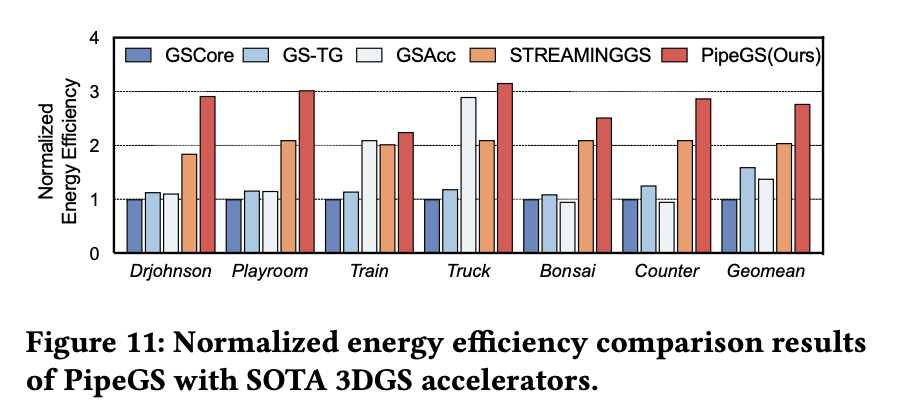 4
GSCore GS-TG GSAcc STREAMINGGS PipeGS(Ours)
3
2
1
0
Normalized
Energy Efficiency
Drjohnson Playroom Train Truck Bonsai Counter Geomean
Figure 11: Normalized energy efficiency comparison results
of PipeGS with SOTA 3DGS accelerators.